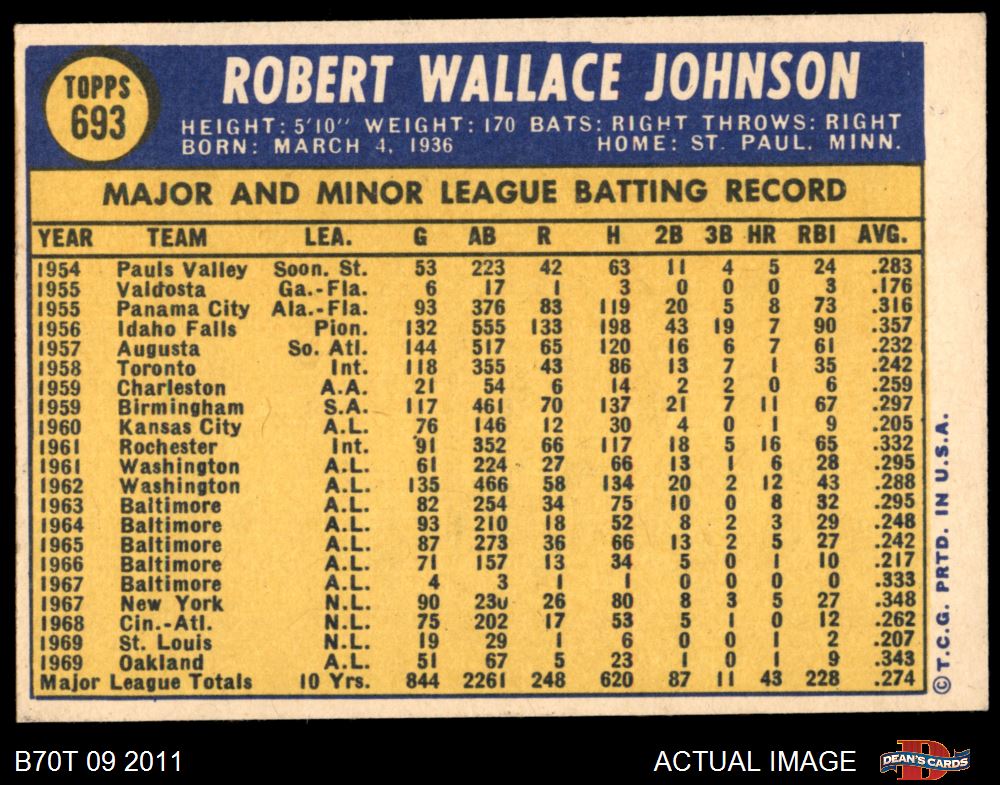 TOPPS
693
ROBERT WALLACE JOHNSON
HEIGHT: 5'10" WEIGHT: 170 BATS: RIGHT THROWS: RIGHT
BORN: MARCH 4, 1936 HOME: ST. PAUL, MINN.
MAJOR AND MINOR LEAGUE BATTING RECORD
YEAR TEAM LEA. G AB R H 2B 3B HR RBI AVG.
1954 Pauls Valley Soon. St. 53 223 42 63 11 4 5 24 .283
1955 Valdosta Ga.-Fla. 6 17 1 3 0 0 0 3 .176
1955 Panama City Ala.-Fla. 93 376 83 119 20 5 8 73 .316
1956 Idaho Falls Pion. 132 555 133 198 43 19 7 90 .357
1957 Augusta So. Atl. 144 517 65 120 16 6 7 61 .232
1958 Toronto Int. 118 355 43 86 13 7 1 35 .242
1959 Charleston A.A. 21 54 6 14 2 2 0 6 .259
1959 Birmingham S.A. 117 461 70 137 21 7 11 67 .297
1960 Kansas City A.L. 76 146 12 30 4 0 1 9 .205
1961 Rochester Int. 91 352 66 117 18 5 16 65 .332
1961 Washington A.L. 61 224 27 66 13 1 6 28 .295
1962 Washington A.L. 135 466 58 134 20 2 12 43 .288
1963 Baltimore A.L. 82 254 34 75 10 0 8 32 .295
1964 Baltimore A.L. 93 210 18 52 8 2 3 29 .248
1965 Baltimore A.L. 87 273 36 66 13 2 5 27 .242
1966 Baltimore A.L. 71 157 13 34 5 0 1 10 .217
1967 Baltimore A.L. 4 3 1 1 0 0 0 0 .333
1967 New York N.L. 90 230 26 80 8 3 5 27 .348
1968 Cin.-Atl. N.L. 75 202 17 53 5 1 0 12 .262
1969 St. Louis N.L. 19 29 1 6 0 0 1 2 .207
1969 Oakland A.L. 51 67 5 23 1 0 1 9 .343
Major League Totals 10 Yrs. 844 2261 248 620 87 11 43 228 .274
© T.C.G. PRTD. IN U.S.A.
B70T 09 2011 ACTUAL IMAGE
D
DEAN'S CARDS